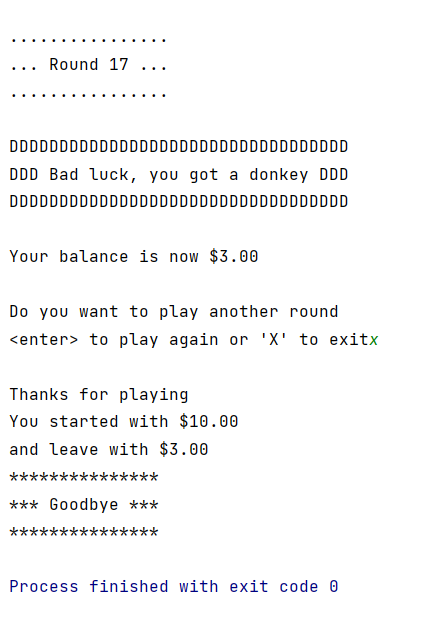 ................
... Round 17 ...
................
DDDDDDDDDDDDDDDDDDDDDDDDDDDDDDDDDD
DDD Bad luck, you got a donkey DDD
DDDDDDDDDDDDDDDDDDDDDDDDDDDDDDDDDD
Your balance is now $3.00
Do you want to play another round
<enter> to play again or 'X' to exitx
Thanks for playing
You started with $10.00
and leave with $3.00
***************
*** Goodbye ***
***************
Process finished with exit code 0